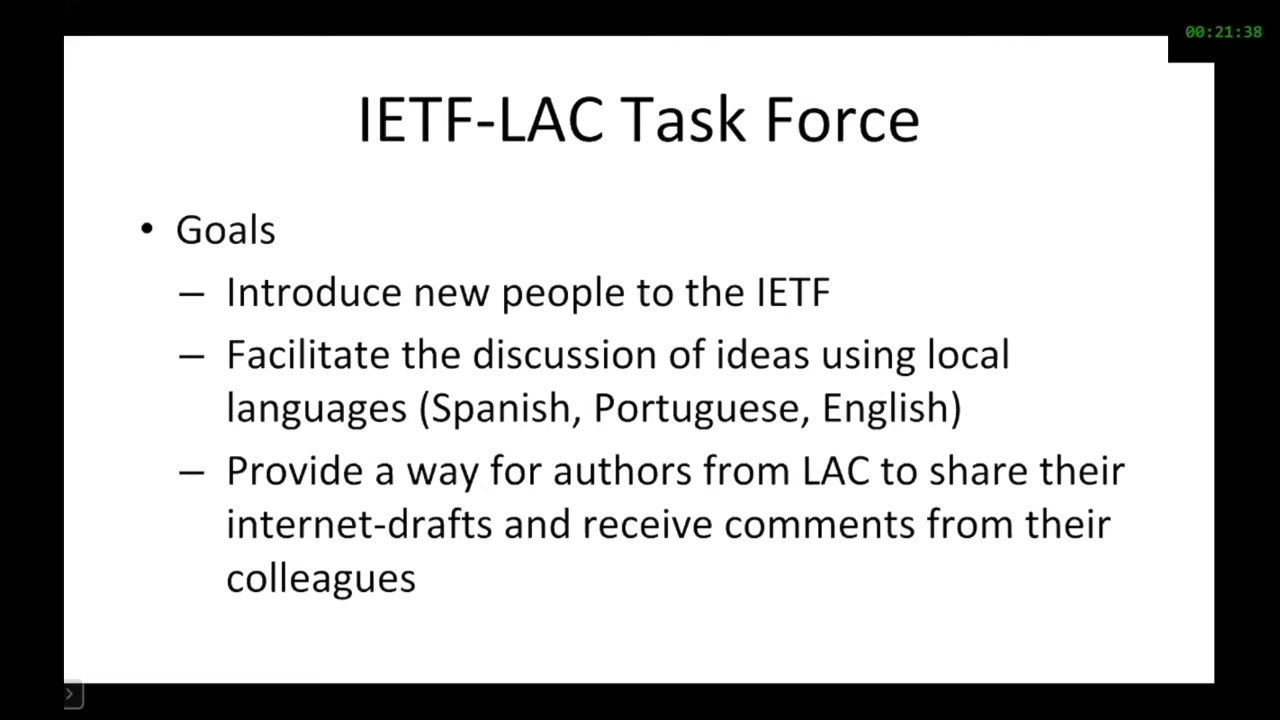 00:21:38
IETF-LAC Task Force
• Goals
– Introduce new people to the IETF
– Facilitate the discussion of ideas using local
languages (Spanish, Portuguese, English)
– Provide a way for authors from LAC to share their
internet-drafts and receive comments from their
colleagues